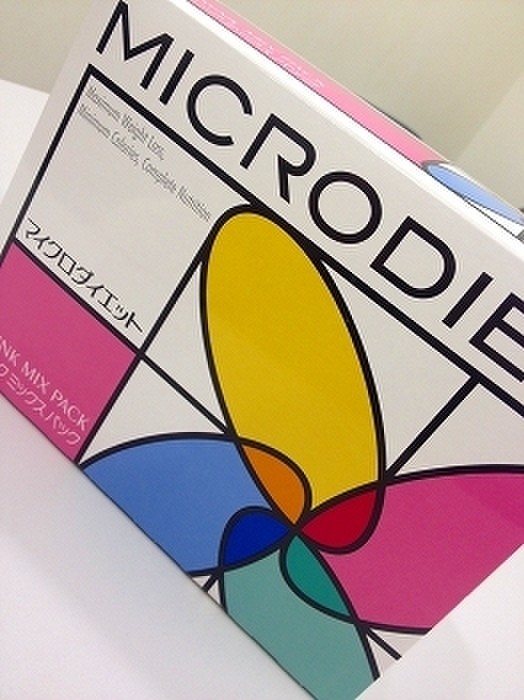 MICRODIE
Maximum Weight Loss,
Minimum Calories, Complete Nutrition
マイクロダイエット
NK MIX PACK
クミックスパック